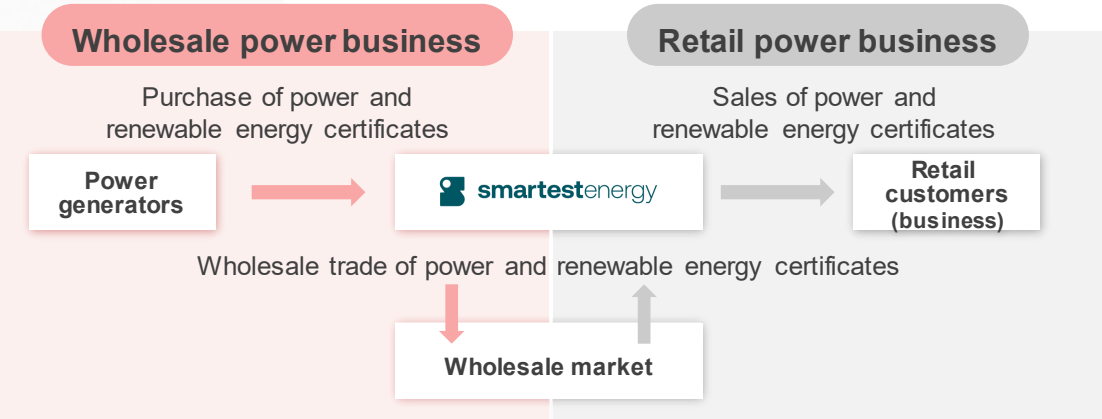 Wholesale power business
Retail power business
Purchase of power and
renewable energy certificates
Sales of power and
renewable energy certificates
Power
generators
smartestenergy
Retail
customers
(business)
Wholesale trade of power and renewable energy certificates
Wholesale market